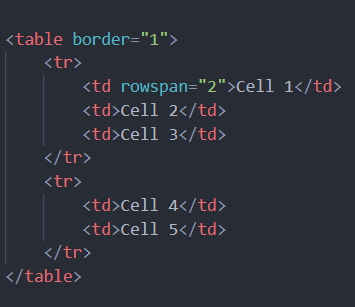 <table border="1">
    <tr>
        <td rowspan="2">Cell 1</td>
        <td>Cell 2</td>
        <td>Cell 3</td>
    </tr>
    <tr>
        <td>Cell 4</td>
        <td>Cell 5</td>
    </tr>
</table>